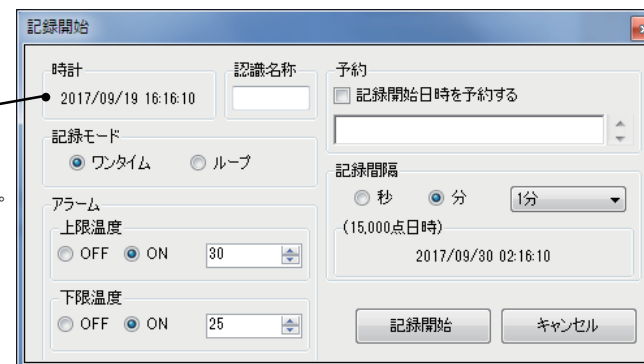 記録開始
時計
2017/09/19 16:16:10
認識名称
予約
記録開始日時を予約する
記録モード
ワンタイム ループ
記録間隔
秒 分 1分
(15,000点日時)
2017/09/30 02:16:10
アラーム
上限温度
OFF ON 30
下限温度
OFF ON 25
記録開始 キャンセル
。